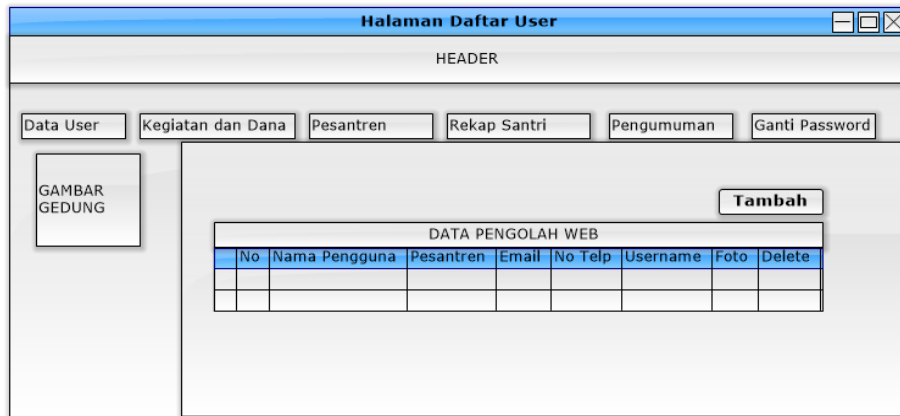 Halaman Daftar User
HEADER
Data User Kegiatan dan Dana Pesantren Rekap Santri Pengumuman Ganti Password
GAMBAR
GEDUNG
Tambah
DATA PENGOLAH WEB
No Nama Pengguna Pesantren Email No Telp Username Foto Delete